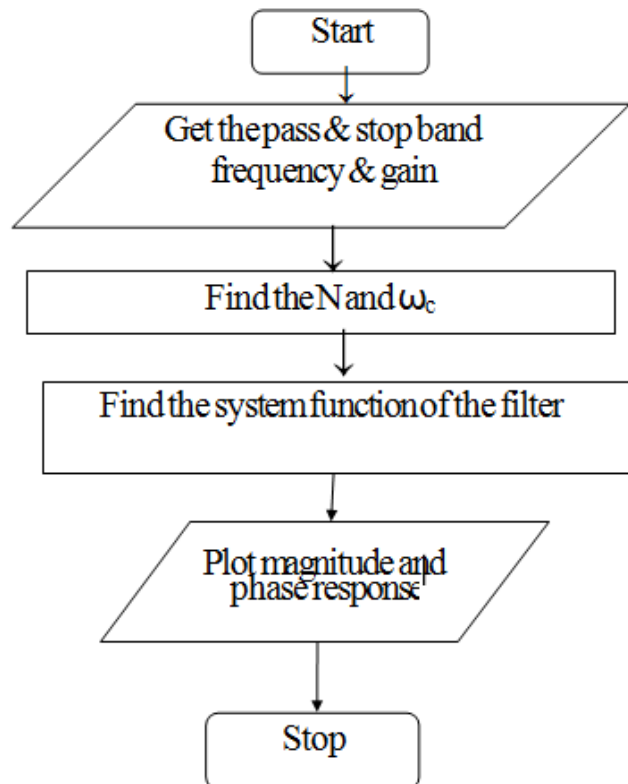 Start
Get the pass & stop band
frequency & gain
Find the N and ωc
Find the system function of the filter
Plot magnitude and
phase response
Stop